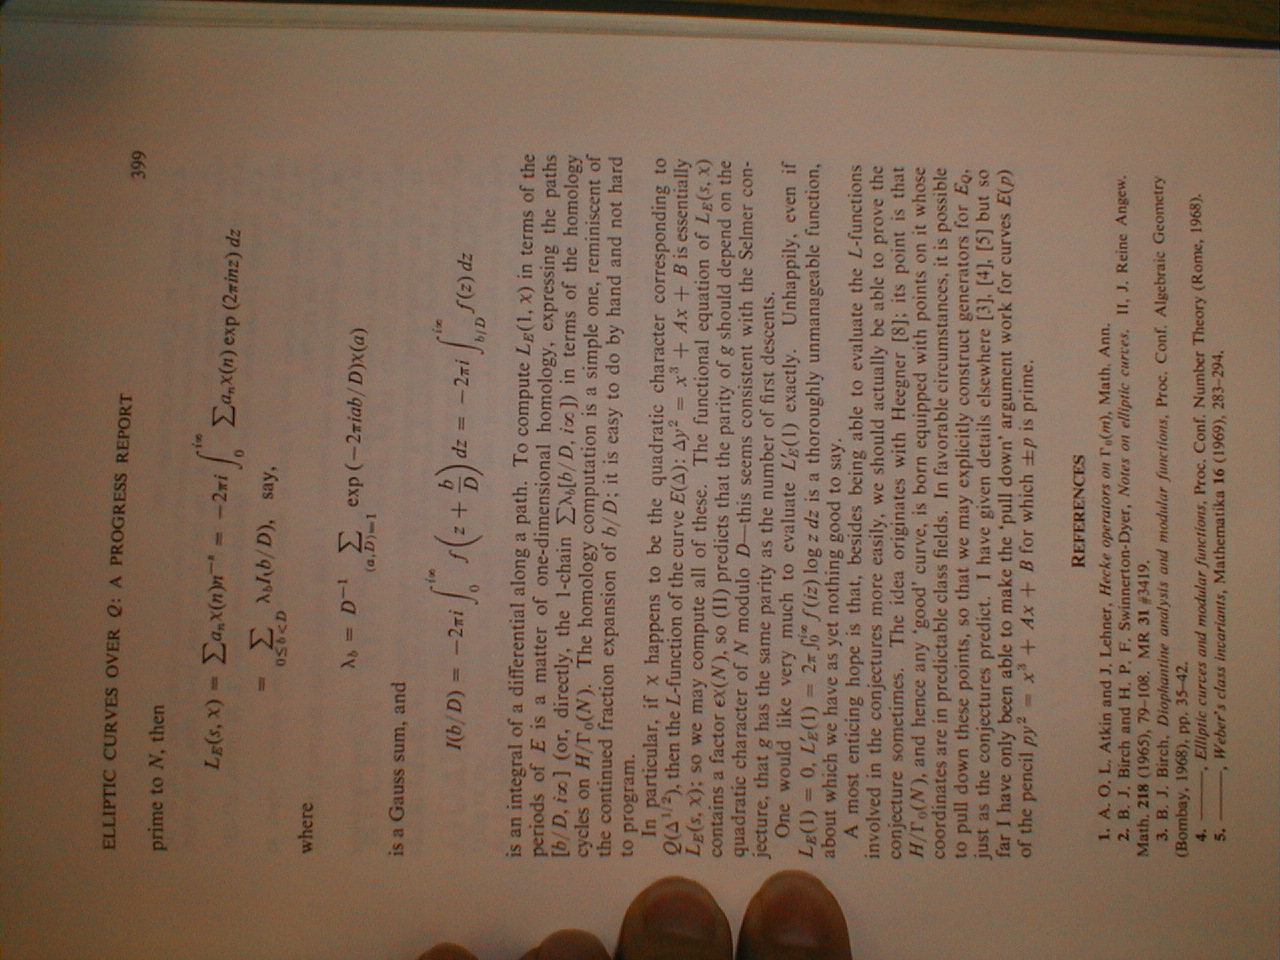 ELLIPTIC CURVES OVER Q: A PROGRESS REPORT 399
prime to N, then
L_E(s, χ) = ∑a_nχ(n)n^{-s} = −2πi ∫_0^{i∞} ∑a_nχ(n) exp (2πinz) dz
= ∑_{0≤b<D} λ_bI(b/D), say,
where
λ_b = D^{-1} ∑_{(a,D)=1} exp (−2πiab/D)χ(a)
is a Gauss sum, and
I(b/D) = −2πi ∫_0^{i∞} f(z + b/D) dz = −2πi ∫_{b/D}^{i∞} f(z) dz
is an integral of a differential along a path. To compute L_E(1, χ) in terms of the
periods of E is a matter of one-dimensional homology, expressing the paths
[b/D, i∞] (or, directly, the 1-chain ∑λ_b[b/D, i∞]) in terms of the homology
cycles on H/Γ_0(N). The homology computation is a simple one, reminiscent of
the continued fraction expansion of b/D; it is easy to do by hand and not hard
to program.
In particular, if χ happens to be the quadratic character corresponding to
Q(Δ^{1/2}), then the L-function of the curve E(Δ): Δy² = x³ + Ax + B is essentially
L_E(s, χ); so we may compute all of these. The functional equation of L_E(s, χ)
contains a factor εχ(N), so (II) predicts that the parity of g should depend on the
quadratic character of N modulo D—this seems consistent with the Selmer con-
jecture, that g has the same parity as the number of first descents.
One would like very much to evaluate L′_E(1) exactly. Unhappily, even if
L_E(1) = 0, L_E(1) = 2π ∫_0^{i∞} f(iz) log z dz is a thoroughly unmanageable function,
about which we have as yet nothing good to say.
A most enticing hope is that, besides being able to evaluate the L-functions
involved in the conjectures more easily, we should actually be able to prove the
conjecture sometimes. The idea originates with Heegner [8]; its point is that
H/Γ_0(N), and hence any ‘good’ curve, is born equipped with points on it whose
coordinates are in predictable class fields. In favorable circumstances, it is possible
to pull down these points, so that we may explicitly construct generators for E_Q,
just as the conjectures predict. I have given details elsewhere [3], [4], [5] but so
far I have only been able to make the ‘pull down’ argument work for curves E(p)
of the pencil py² = x³ + Ax + B for which ±p is prime.
REFERENCES
1. A. O. L. Atkin and J. Lehner, Hecke operators on Γ_0(m), Math. Ann.
2. B. J. Birch and H. P. F. Swinnerton-Dyer, Notes on elliptic curves. II, J. Reine Angew.
Math. 218 (1965), 79–108. MR 31 #3419.
3. B. J. Birch, Diophantine analysis and modular functions, Proc. Conf. Algebraic Geometry
(Bombay, 1968), pp. 35–42.
4. ———, Elliptic curves and modular functions, Proc. Conf. Number Theory (Rome, 1968).
5. ———, Weber's class invariants, Mathematika 16 (1969), 283–294.